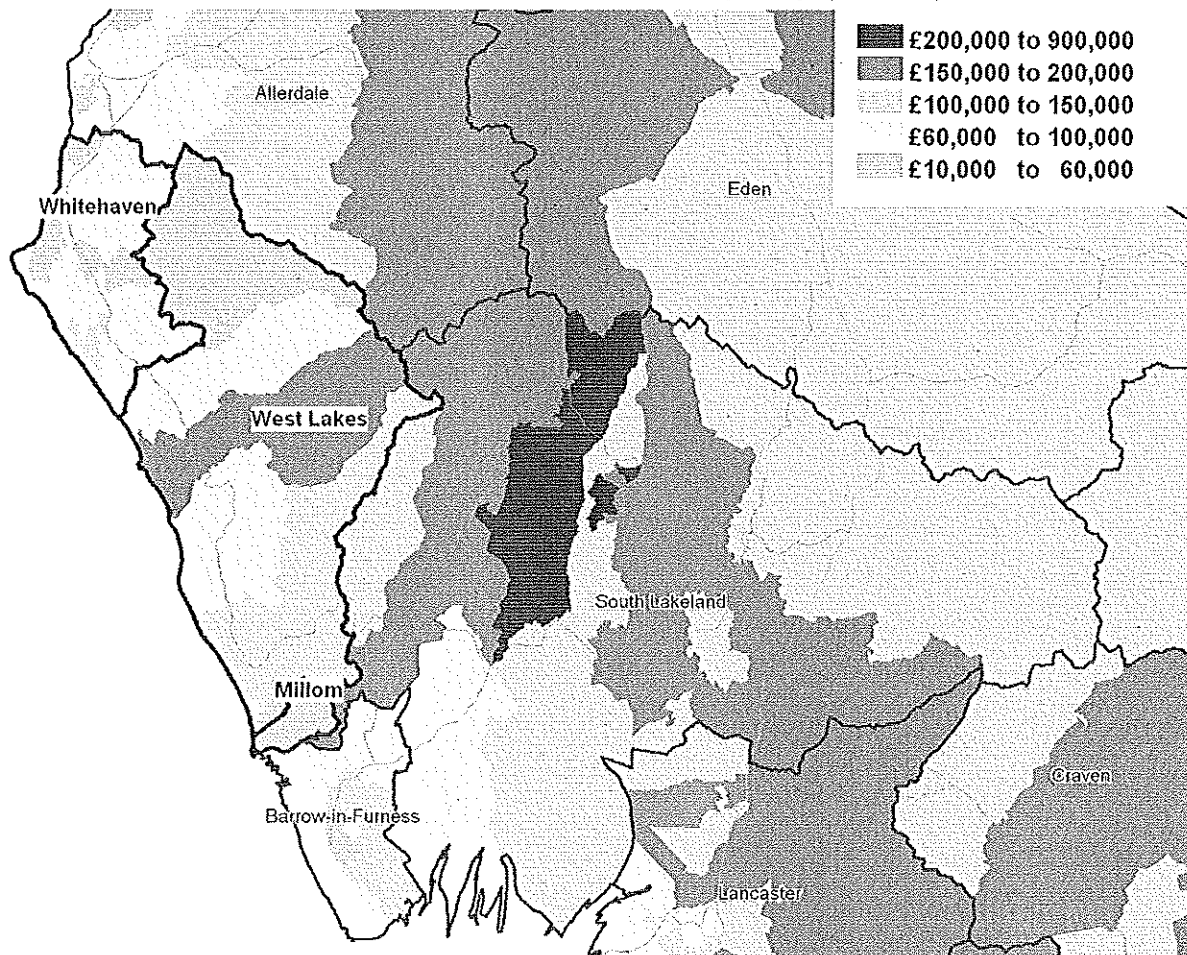 £200,000 to 900,000
£150,000 to 200,000
£100,000 to 150,000
£60,000 to 100,000
£10,000 to 60,000
Allerdale
Eden
Whitehaven
West Lakes
South Lakeland
Millom
Craven
Barrow-in-Furness
Lancaster